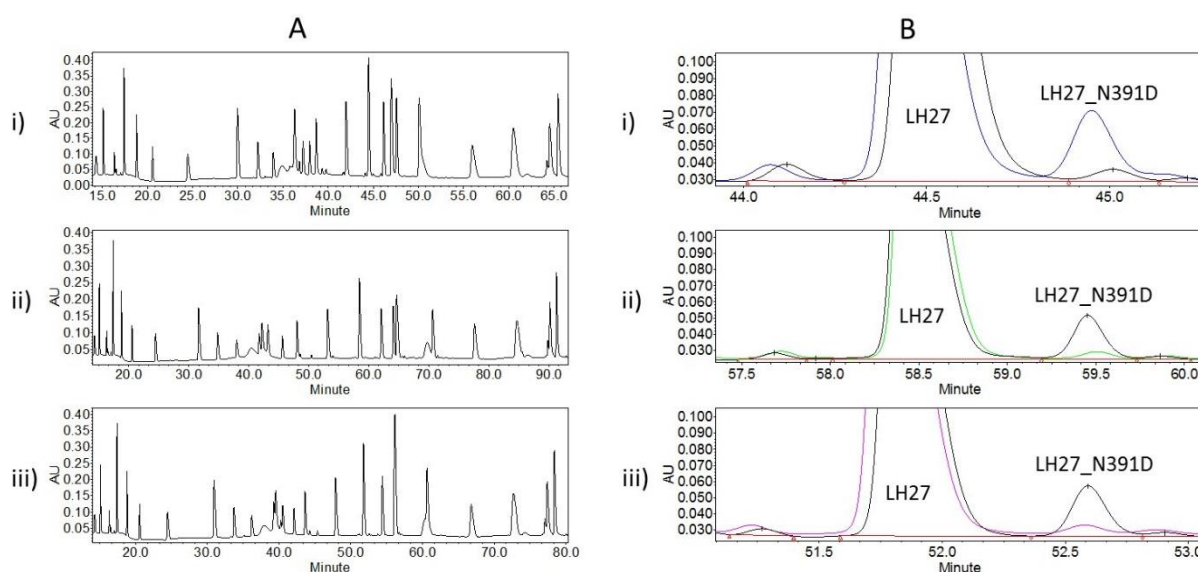 A
B
i)
AU
0.40
0.35
0.30
0.25
0.20
0.15
0.10
0.05
0.00
15.0 20.0 25.0 30.0 35.0 40.0 45.0 50.0 55.0 60.0 65.0
Minute
i)
AU
0.100
0.090
0.080
0.070
0.060
0.050
0.040
0.030
LH27
LH27_N391D
44.0 44.5 45.0
Minute
ii)
AU
0.40
0.35
0.30
0.25
0.20
0.15
0.10
0.05
20.0 30.0 40.0 50.0 60.0 70.0 80.0 90.0
Minute
ii)
AU
0.100
0.090
0.080
0.070
0.060
0.050
0.040
0.030
LH27
LH27_N391D
57.5 58.0 58.5 59.0 59.5 60.0
Minute
iii)
AU
0.40
0.35
0.30
0.25
0.20
0.15
0.10
0.05
20.0 30.0 40.0 50.0 60.0 70.0 80.0
Minute
iii)
AU
0.100
0.090
0.080
0.070
0.060
0.050
0.040
0.030
LH27
LH27_N391D
51.5 52.0 52.5 53.0
Minute